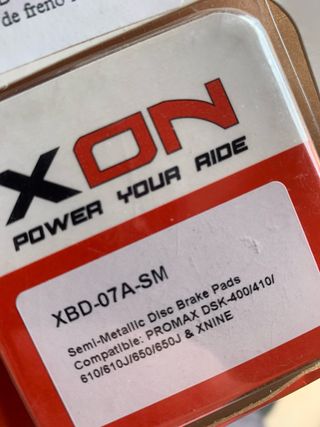 de freno
XON
POWER YOUR RIDE
XBD-07A-SM
Semi-Metallic Disc Brake Pads
Compatible: PROMAX DSK-400/410/
610/610J/650/650J & XNINE